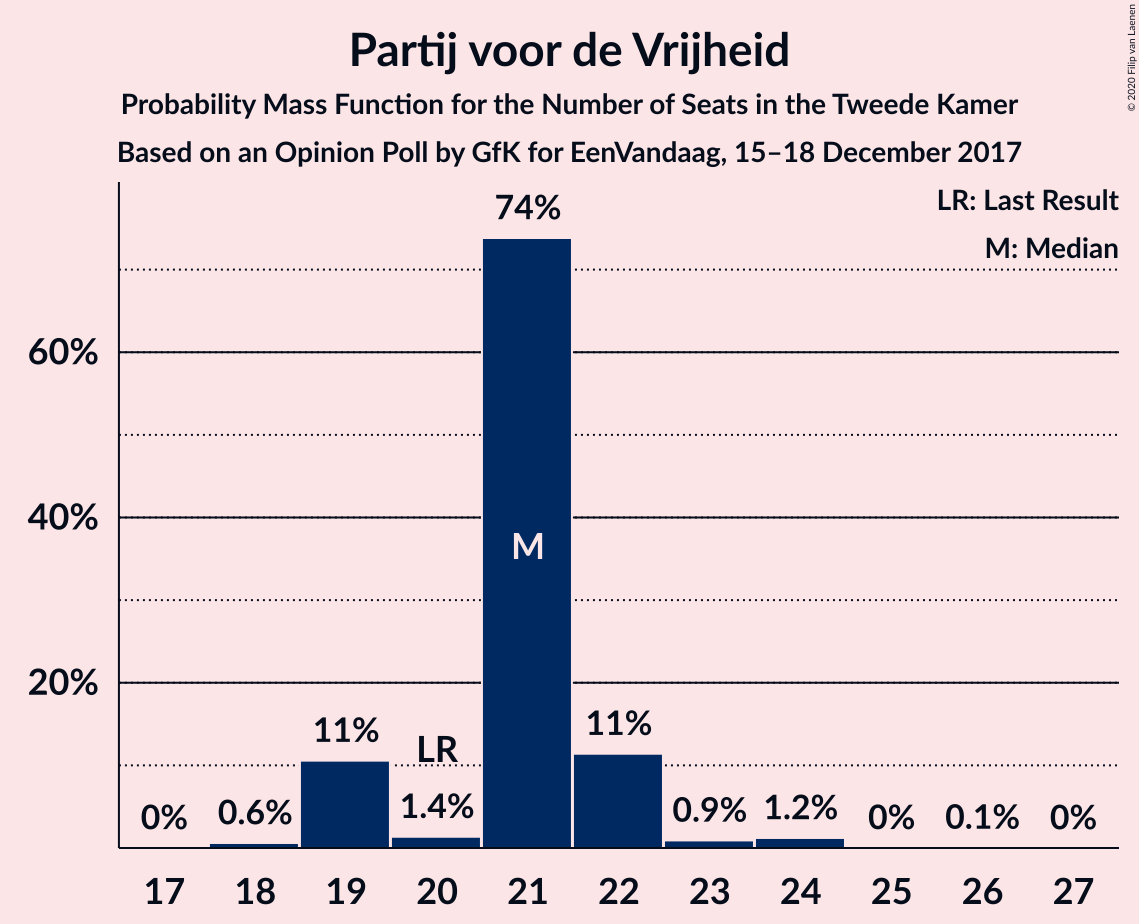 Partij voor de Vrijheid
Probability Mass Function for the Number of Seats in the Tweede Kamer
Based on an Opinion Poll by GfK for EenVandaag, 15–18 December 2017
© 2020 Filip van Laenen
LR: Last Result
M: Median
74%
60%
40%
M
20%
11%
LR
11%
0%
0.6%
1.4%
0.9%
1.2%
0%
0.1%
0%
17 18 19 20 21 22 23 24 25 26 27